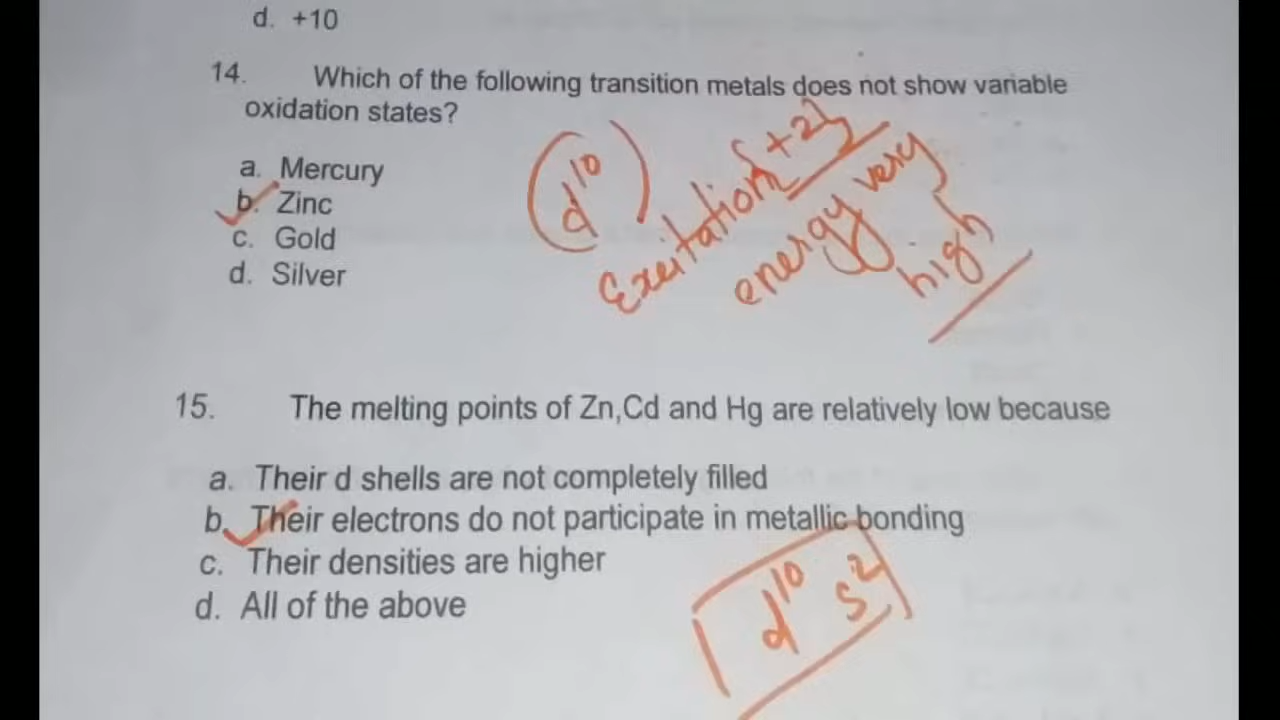 d. +10
14. Which of the following transition metals does not show variable
oxidation states?
a. Mercury
b. Zinc
c. Gold
d. Silver
d10
Exeitation +2
energy very
high
15. The melting points of Zn,Cd and Hg are relatively low because
a. Their d shells are not completely filled
b. Their electrons do not participate in metallic bonding
c. Their densities are higher
d. All of the above
d10 s2